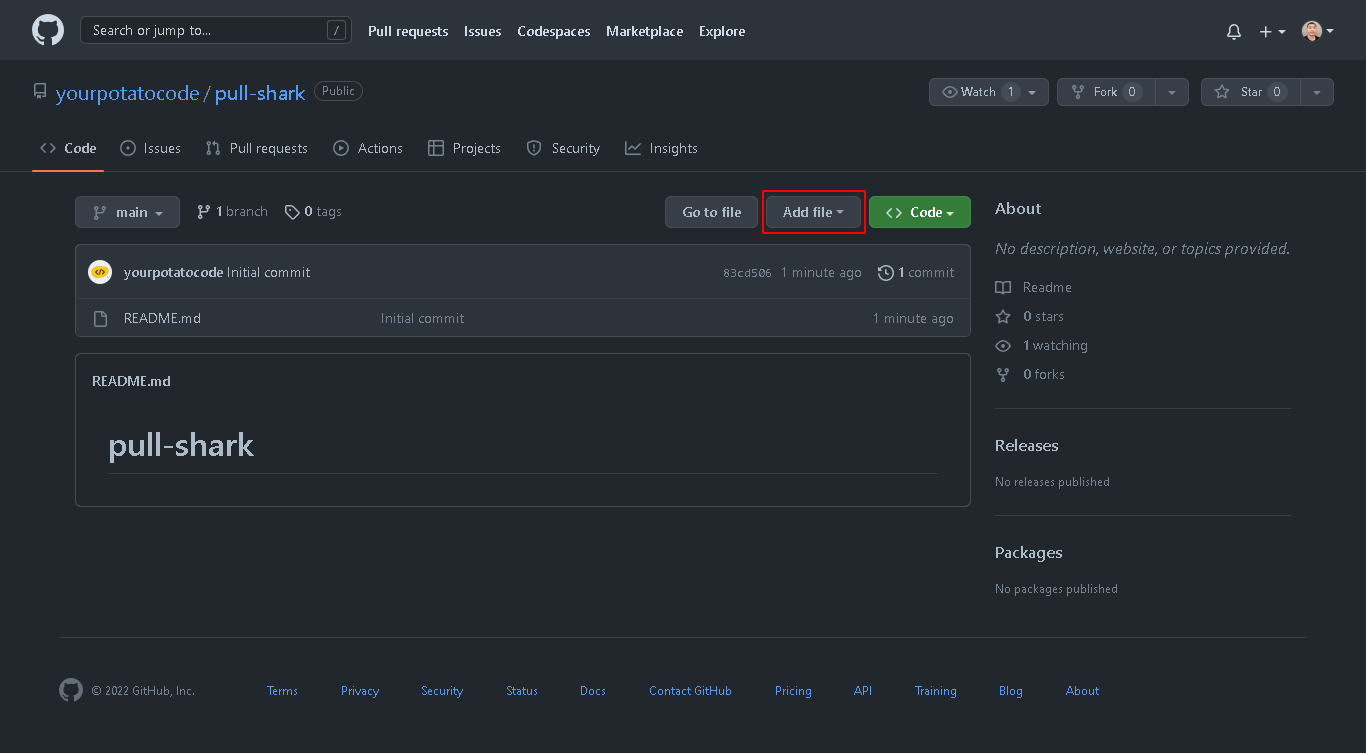 Search or jump to... /
Pull requests Issues Codespaces Marketplace Explore
yourpotatocode / pull-shark Public
Watch 1 Fork 0 Star 0
Code Issues Pull requests Actions Projects Security Insights
main 1 branch 0 tags Go to file Add file Code
yourpotatocode Initial commit 83cd506 1 minute ago 1 commit
README.md Initial commit 1 minute ago
README.md
pull-shark
About
No description, website, or topics provided.
Readme
0 stars
1 watching
0 forks
Releases
No releases published
Packages
No packages published
© 2022 GitHub, Inc. Terms Privacy Security Status Docs Contact GitHub Pricing API Training Blog About